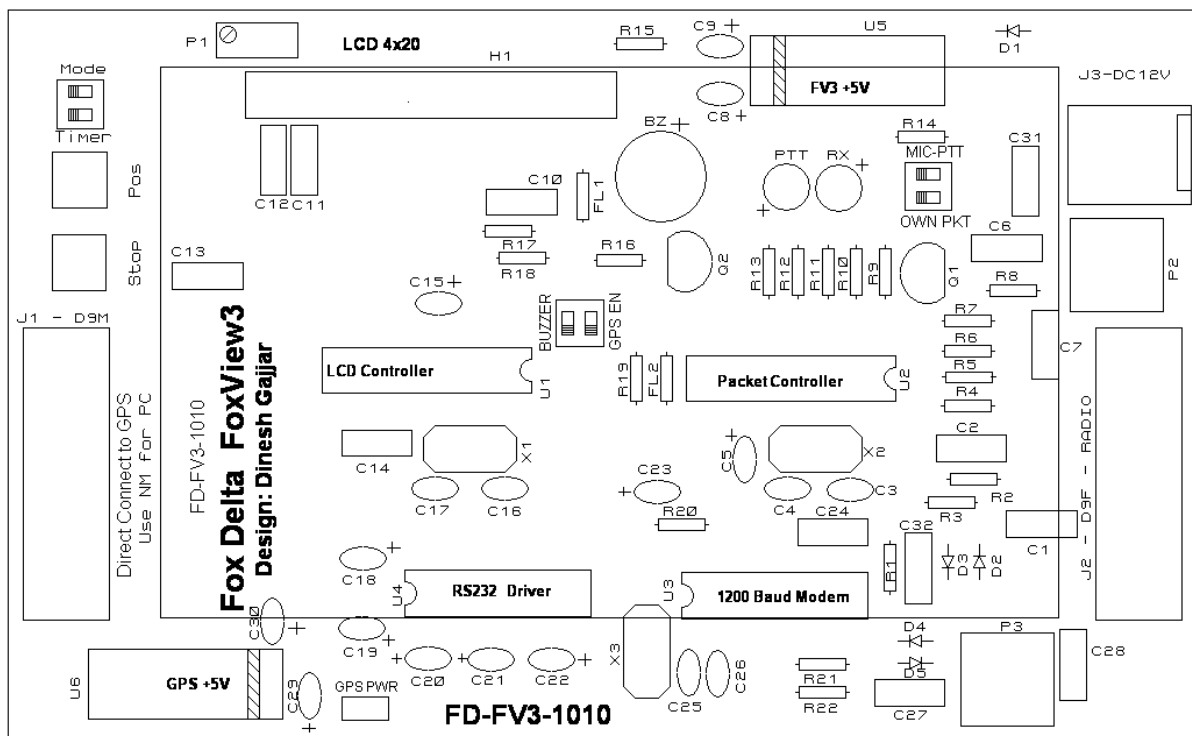 P1
LCD 4x20
R15
C9
U5
D1
H1
J3-DC12V
Mode
Timer
FV3 +5V
C8
BZ
R14
MIC-PTT
C31
PTT
RX
Pos
C12
C11
C10
FL1
OWN PKT
C6
P2
Stop
C13
R17
R18
R16
Q2
R13
R12
R11
R10
R9
Q1
R8
C15
J1 - D9M
BUZZER
GPS EN
R7
R6
R5
R4
C7
LCD Controller
U1
R19
FL2
Packet Controller
U2
Direct Connect to GPS
Use NM for PC
FD-FV3-1010
Fox Delta FoxView3
Design: Dinesh Gajjar
C14
X1
C17
C16
C23
R20
C5
X2
C4
C3
C24
C2
R2
R3
C1
J2 - D9F - RADIO
C32
R1
D3
D2
C18
U4
RS232 Driver
U3
1200 Baud Modem
C30
C19
D4
D5
P3
C28
U6
GPS +5V
C29
GPS PWR
C20
C21
C22
X3
C25
C26
R21
R22
C27
FD-FV3-1010